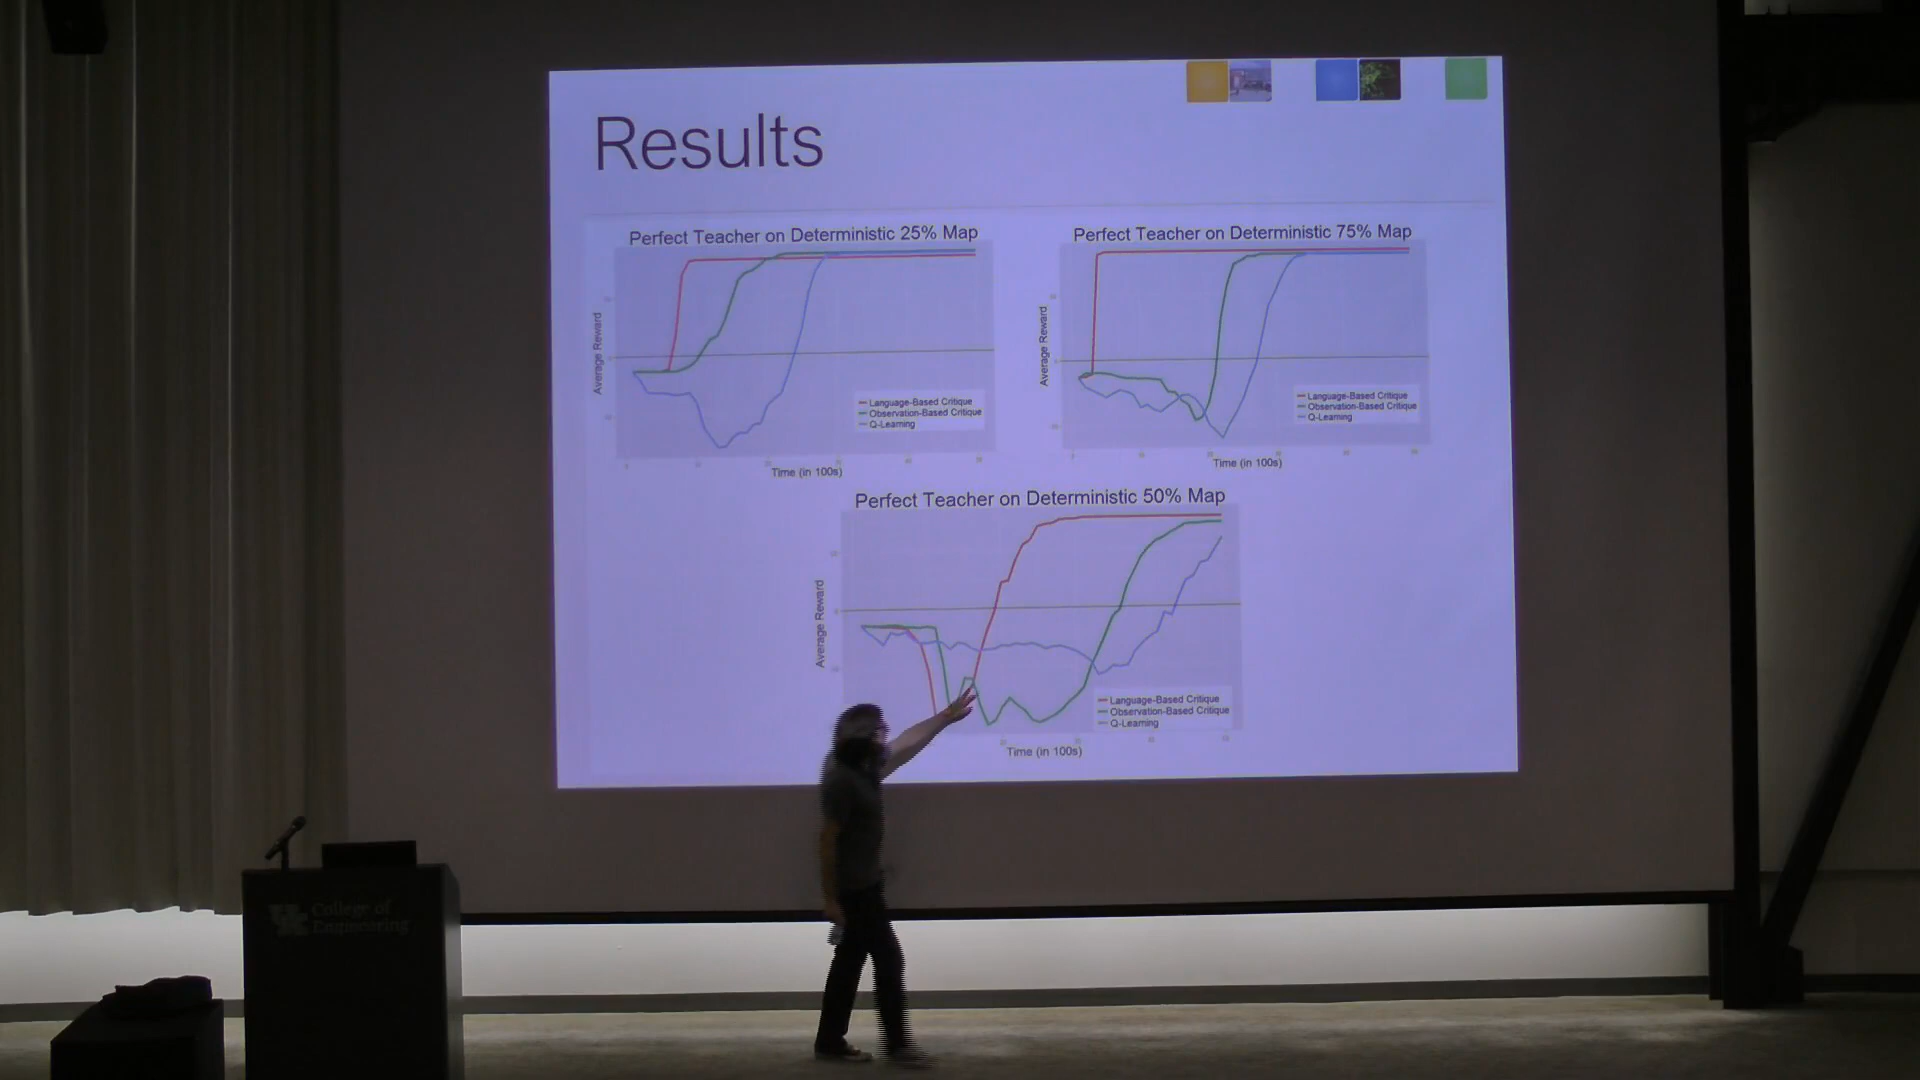 Results
Perfect Teacher on Deterministic 25% Map
Average Reward
Language-Based Critique
Observation-Based Critique
Q-Learning
Time (in 100s)
Perfect Teacher on Deterministic 75% Map
Average Reward
Language-Based Critique
Observation-Based Critique
Q-Learning
Time (in 100s)
Perfect Teacher on Deterministic 50% Map
Average Reward
Language-Based Critique
Observation-Based Critique
Q-Learning
Time (in 100s)
College of
Engineering